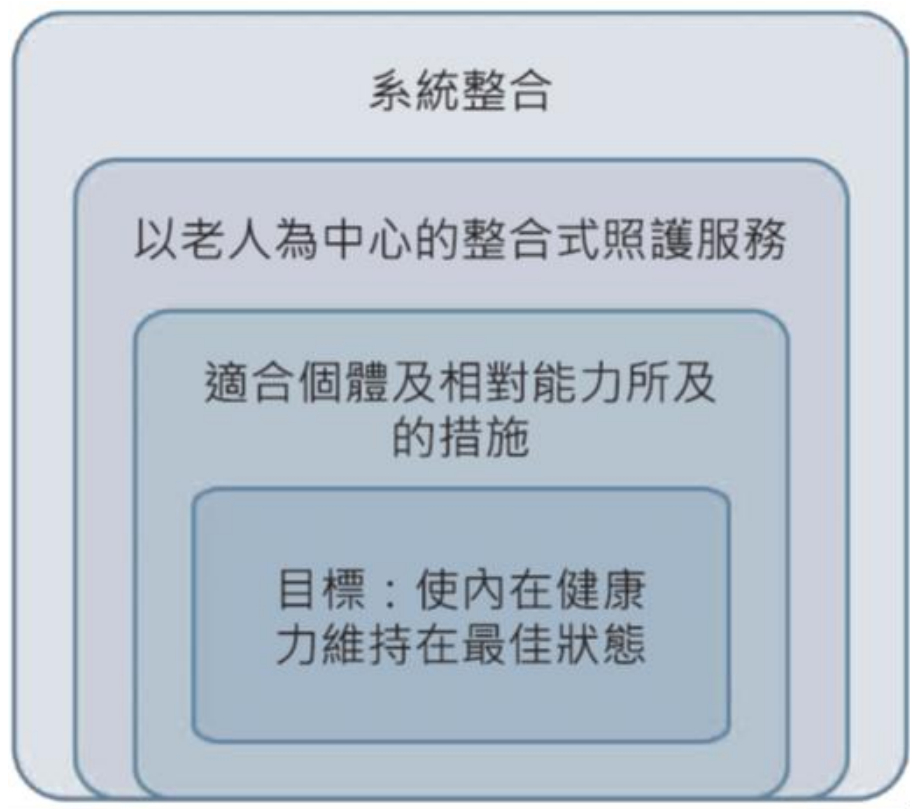 系統整合
以老人為中心的整合式照護服務
適合個體及相對能力所及
的措施
目標：使內在健康
力維持在最佳狀態